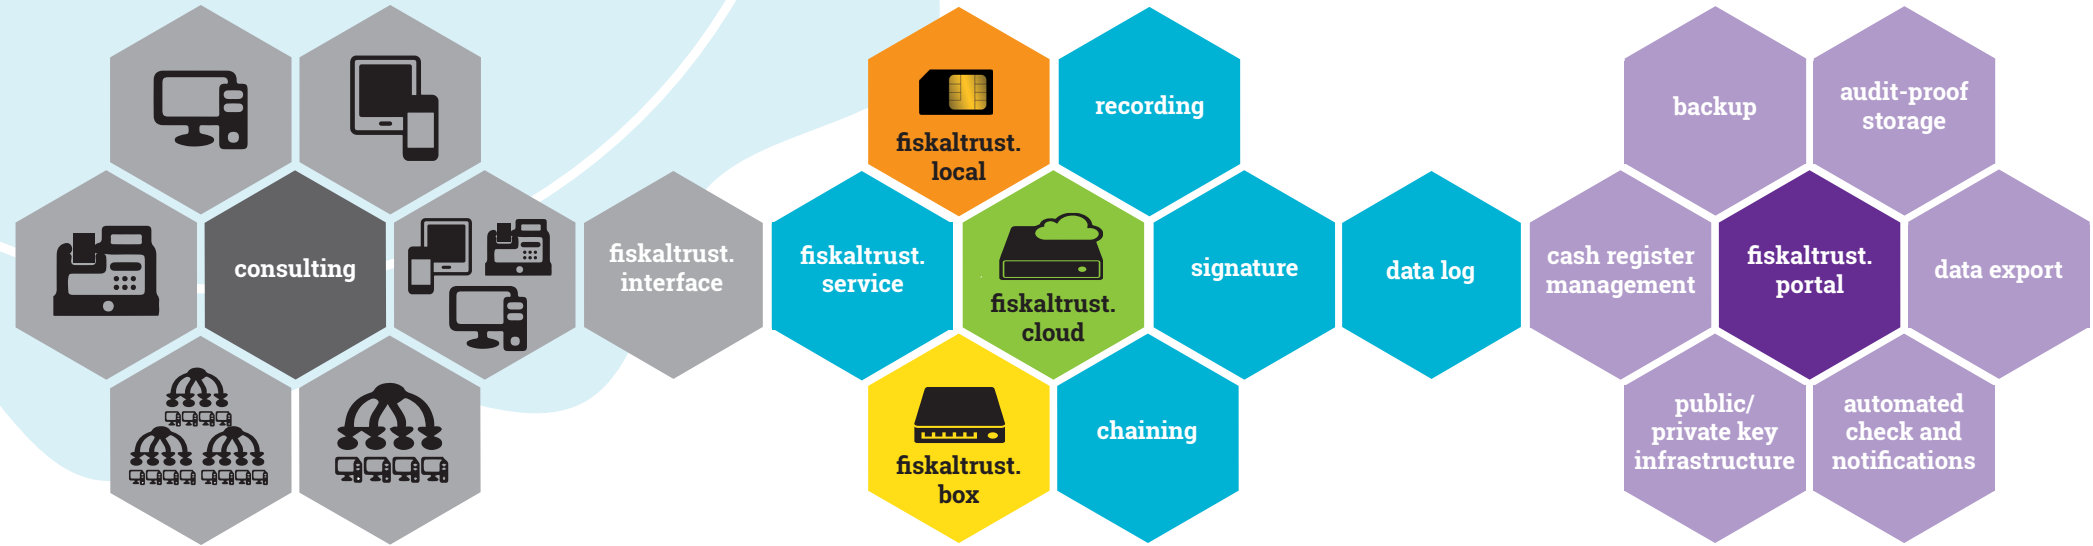 consulting
fiskaltrust.
interface
fiskaltrust.
service
fiskaltrust.
local
recording
fiskaltrust.
cloud
signature
data log
fiskaltrust.
box
chaining
backup
audit-proof
storage
cash register
management
fiskaltrust.
portal
data export
public/
private key
infrastructure
automated
check and
notifications